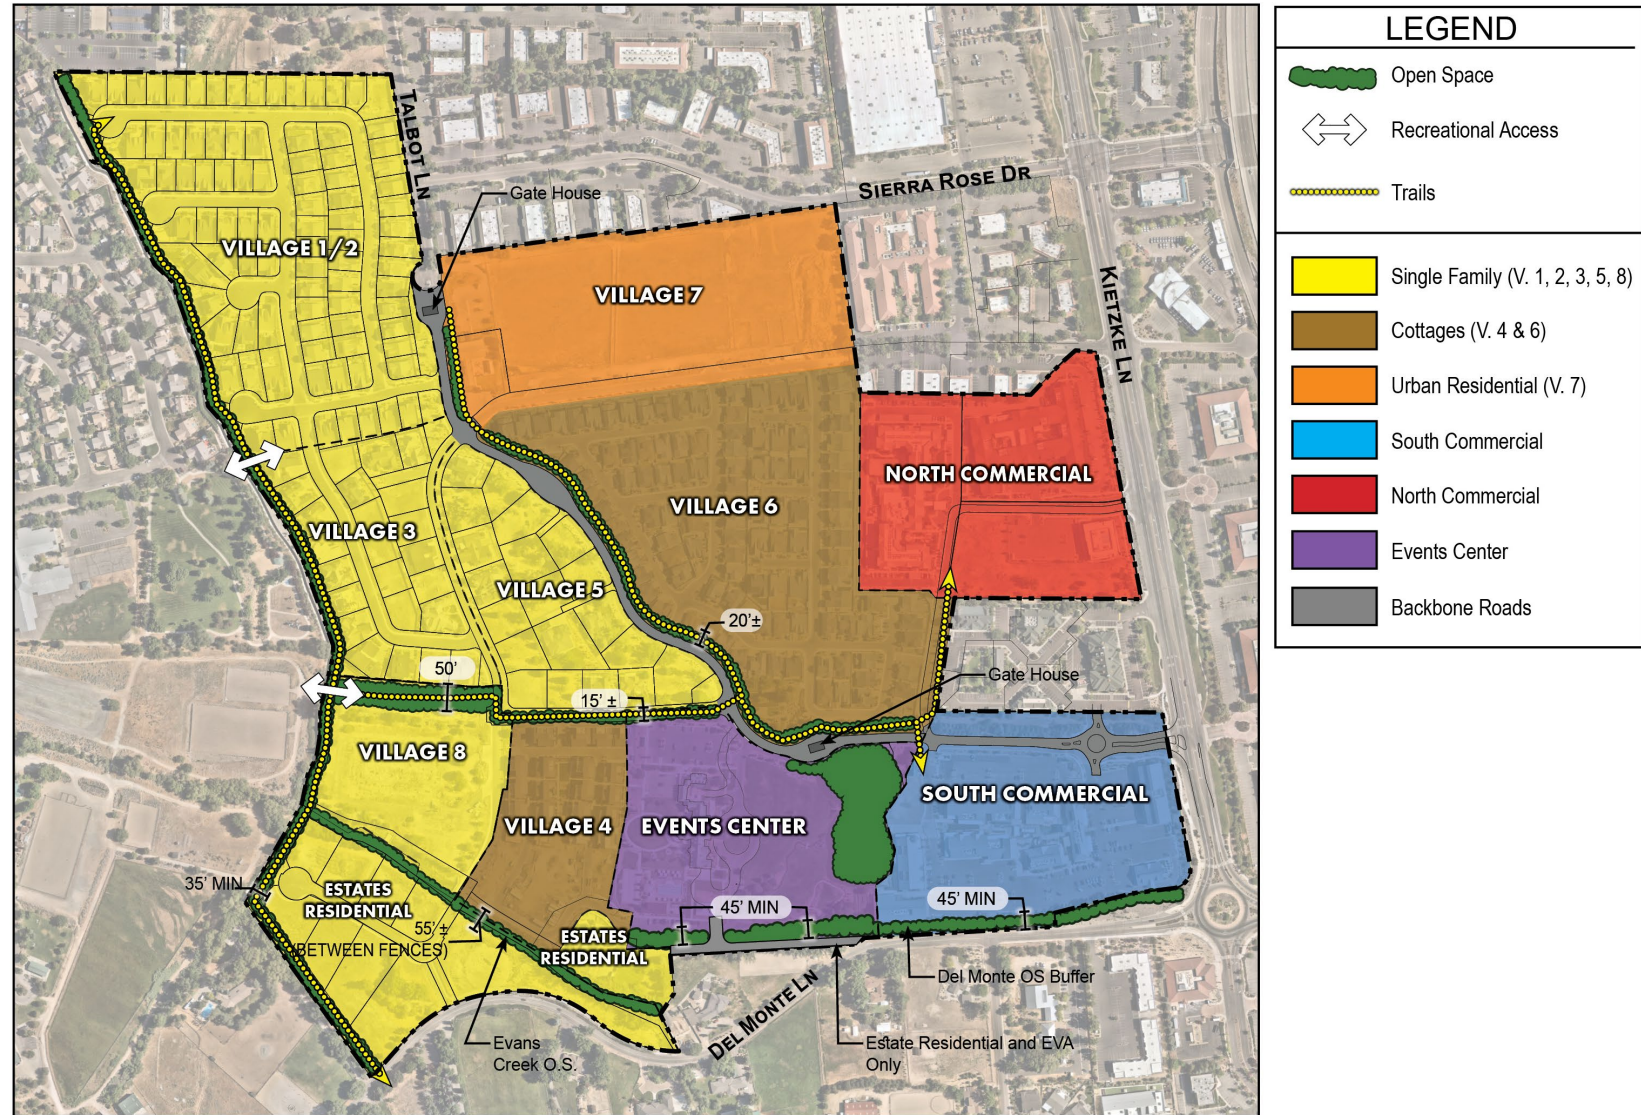 LEGEND
Open Space
Recreational Access
Trails
Single Family (V. 1, 2, 3, 5, 8)
Cottages (V. 4 & 6)
Urban Residential (V. 7)
South Commercial
North Commercial
Events Center
Backbone Roads
TALBOT LN
Gate House
SIERRA ROSE DR
VILLAGE 1/2
VILLAGE 7
KIETZKE LN
NORTH COMMERCIAL
VILLAGE 6
VILLAGE 3
VILLAGE 5
20'±
50'
Gate House
15' ±
VILLAGE 8
SOUTH COMMERCIAL
VILLAGE 4
EVENTS CENTER
35' MIN
ESTATES
RESIDENTIAL
45' MIN
45' MIN
55' ±
(BETWEEN FENCES)
ESTATES
RESIDENTIAL
Del Monte OS Buffer
DEL MONTE LN
Evans
Creek O.S.
Estate Residential and EVA
Only